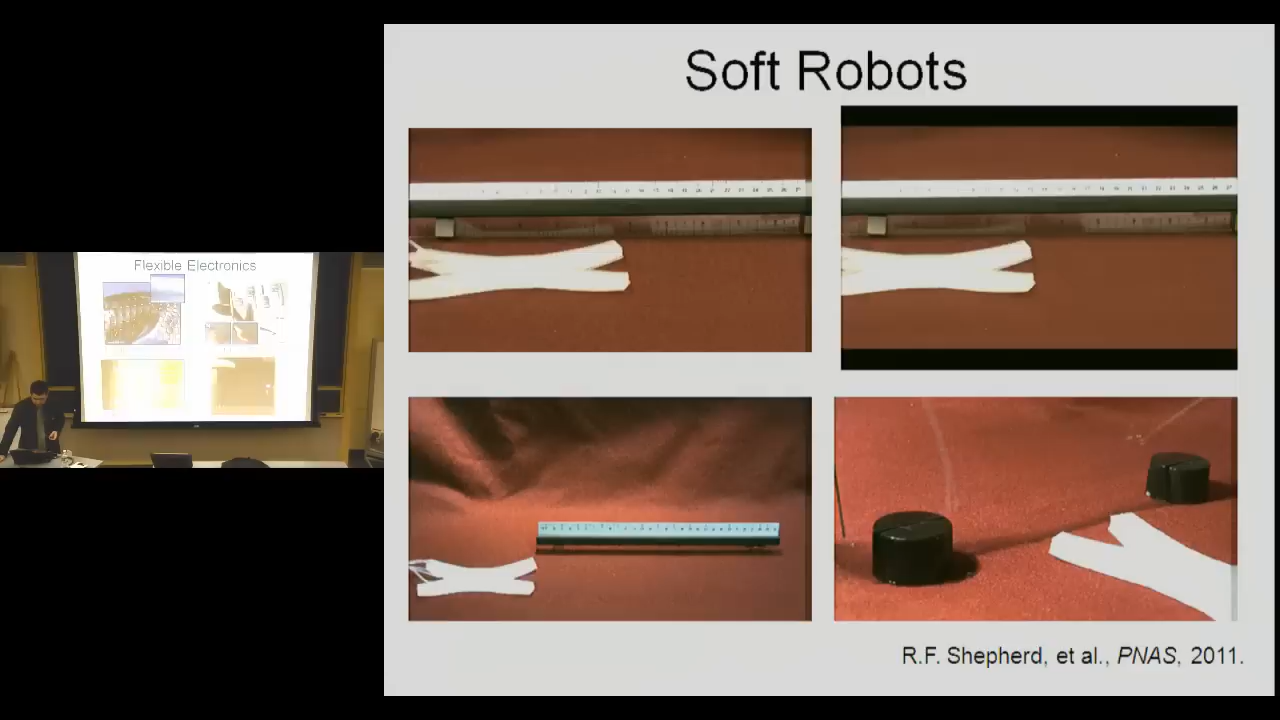 Flexible Electronics
Soft Robots
R.F. Shepherd, et al., PNAS, 2011.